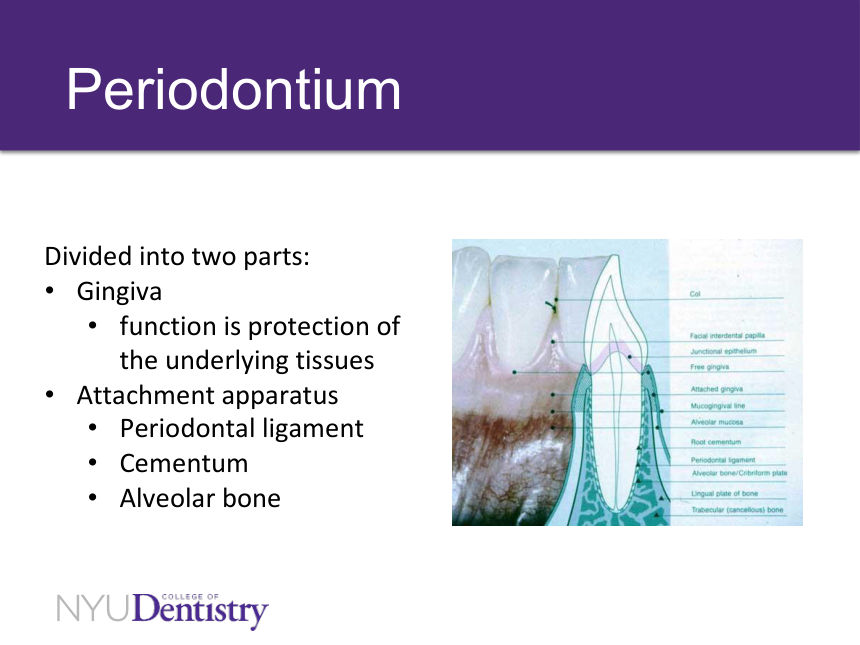 Periodontium
Divided into two parts:
• Gingiva
• function is protection of
the underlying tissues
• Attachment apparatus
• Periodontal ligament
• Cementum
• Alveolar bone
Col
Facial interdental papilla
Junctional epithelium
Free gingiva
Attached gingiva
Mucogingival line
Alveolar mucosa
Root cementum
Periodontal ligament
Alveolar bone/Cribriform plate
Lingual plate of bone
Trabecular (cancellous) bone
COLLEGE OF
NYU Dentistry